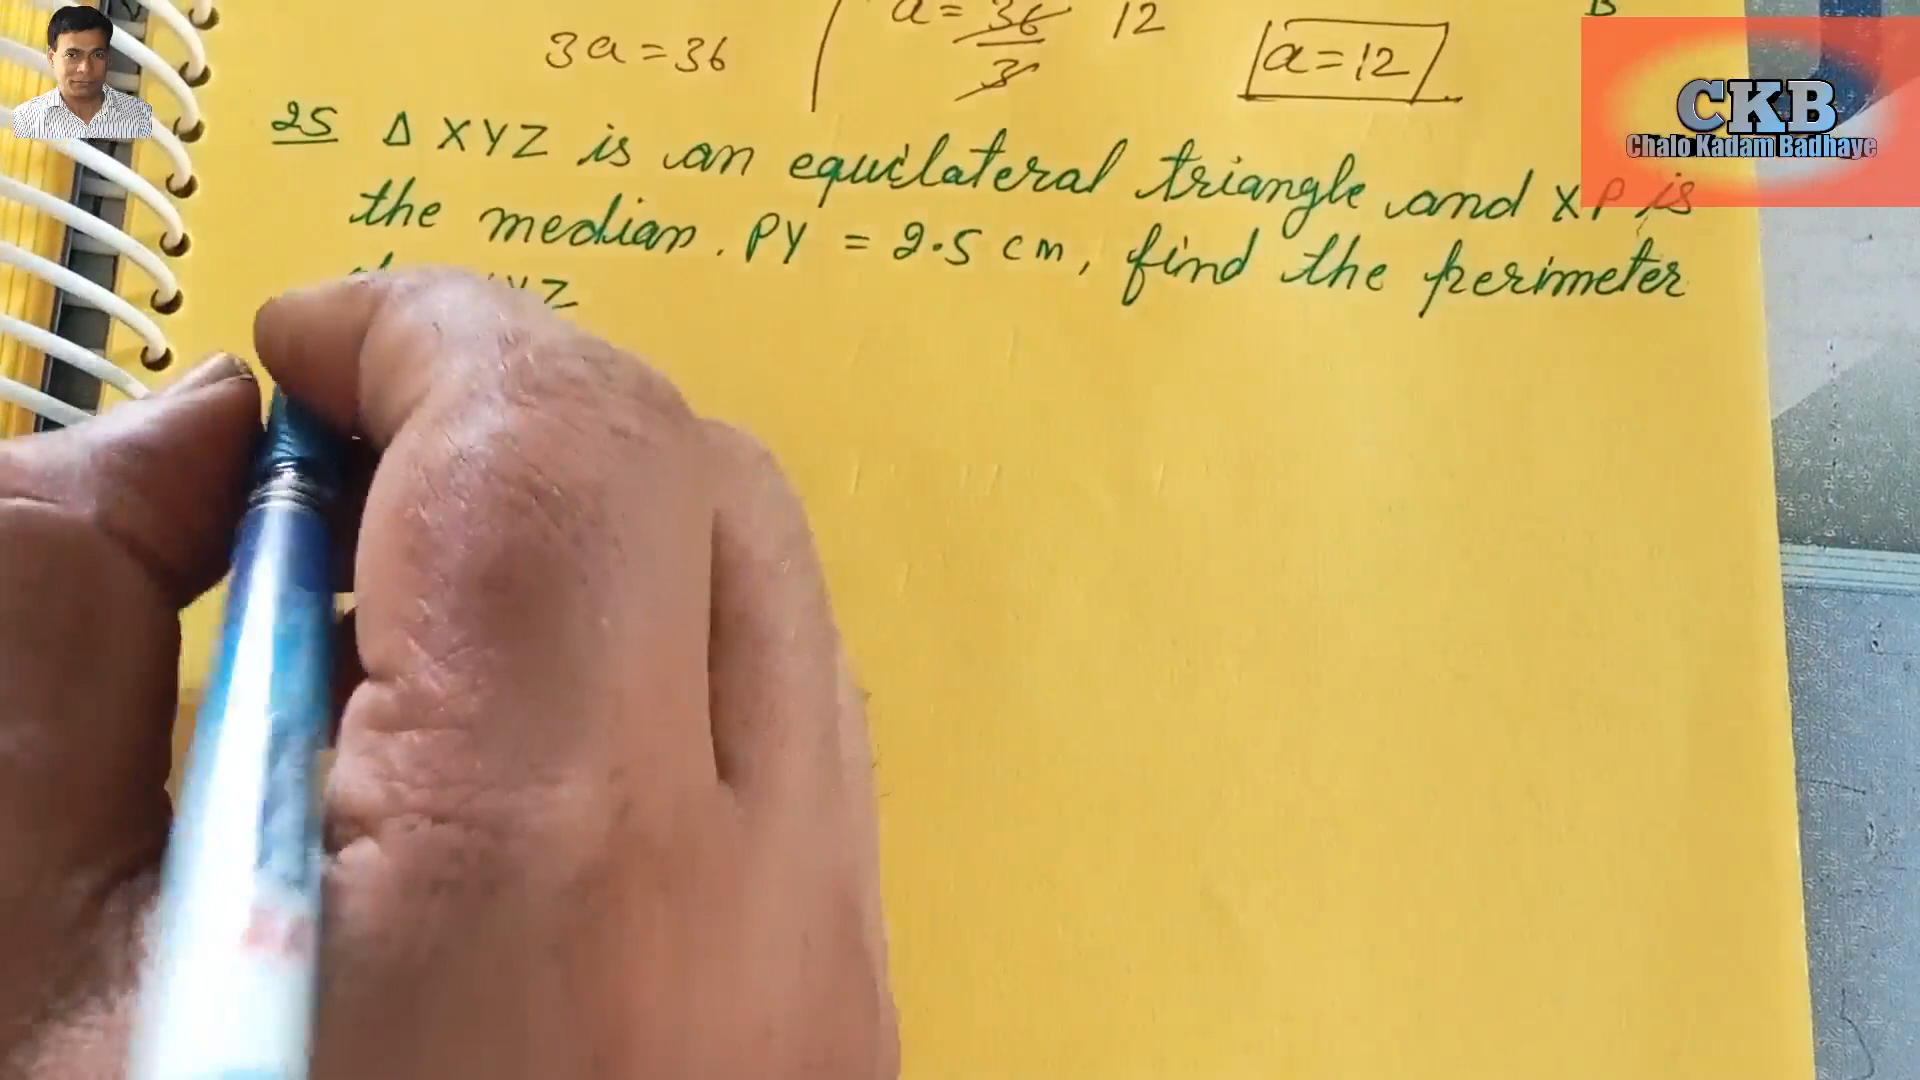 a = 36/3 12
3a = 36
a = 12
25 Δ XYZ is an equilateral triangle and XP is
the median. PY = 2.5 cm, find the perimeter
YZ
CKB
Chalo Kadam Badhaye